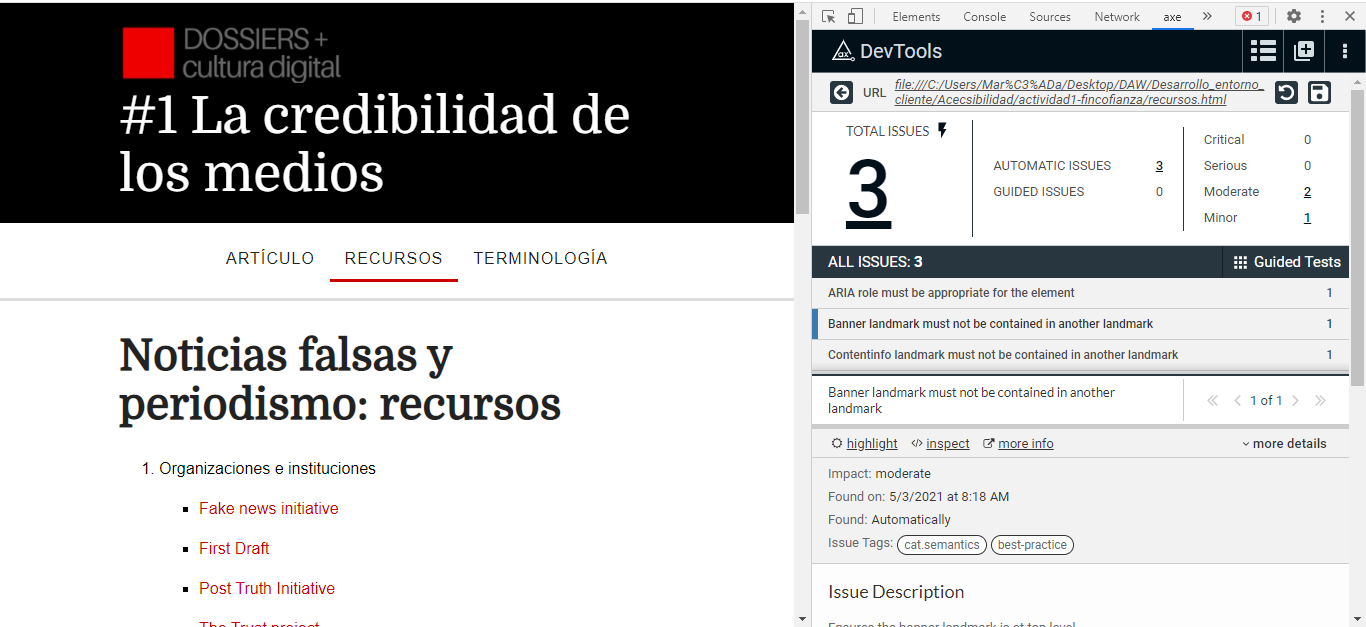 DOSSIERS +
cultura digital
#1 La credibilidad de
los medios
ARTÍCULO RECURSOS TERMINOLOGÍA
Noticias falsas y
periodismo: recursos
1. Organizaciones e instituciones
Fake news initiative
First Draft
Post Truth Initiative
The Trust project
Elements Console Sources Network axe 1
DevTools
URL file:///C:/Users/Mar%C3%ADa/Desktop/DAW/Desarrollo_entorno_
cliente/Acecsibilidad/actividad1-fincofianza/recursos.html
TOTAL ISSUES
3
AUTOMATIC ISSUES 3
GUIDED ISSUES 0
Critical 0
Serious 0
Moderate 2
Minor 1
ALL ISSUES: 3 Guided Tests
ARIA role must be appropriate for the element 1
Banner landmark must not be contained in another landmark 1
Contentinfo landmark must not be contained in another landmark 1
Banner landmark must not be contained in another
landmark
1 of 1
highlight inspect more info more details
Impact: moderate
Found on: 5/3/2021 at 8:18 AM
Found: Automatically
Issue Tags: cat.semantics best-practice
Issue Description
Ensures the banner landmark is at top level